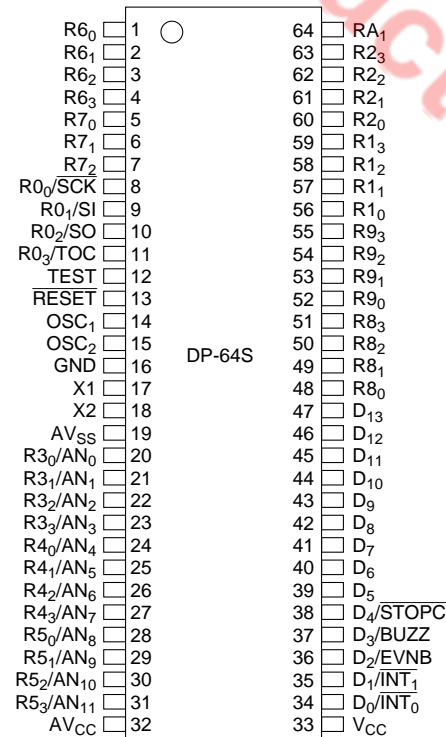 R6₀ 1 64 RA₁
R6₁ 2 63 R2₃
R6₂ 3 62 R2₂
R6₃ 4 61 R2₁
R7₀ 5 60 R2₀
R7₁ 6 59 R1₃
R7₂ 7 58 R1₂
R0₀/S̅C̅K̅ 8 57 R1₁
R0₁/SI 9 56 R1₀
R0₂/SO 10 55 R9₃
R0₃/TOC 11 54 R9₂
TEST 12 53 R9₁
R̅E̅S̅E̅T̅ 13 52 R9₀
OSC₁ 14 51 R8₃
OSC₂ 15 50 R8₂
DP-64S
GND 16 49 R8₁
X1 17 48 R8₀
X2 18 47 D₁₃
AVSS 19 46 D₁₂
R3₀/AN₀ 20 45 D₁₁
R3₁/AN₁ 21 44 D₁₀
R3₂/AN₂ 22 43 D₉
R3₃/AN₃ 23 42 D₈
R4₀/AN₄ 24 41 D₇
R4₁/AN₅ 25 40 D₆
R4₂/AN₆ 26 39 D₅
R4₃/AN₇ 27 38 D₄/S̅T̅O̅P̅C̅
R5₀/AN₈ 28 37 D₃/BUZZ
R5₁/AN₉ 29 36 D₂/EVNB
R5₂/AN₁₀ 30 35 D₁/I̅N̅T̅₁
R5₃/AN₁₁ 31 34 D₀/I̅N̅T̅₀
AVCC 32 33 VCC